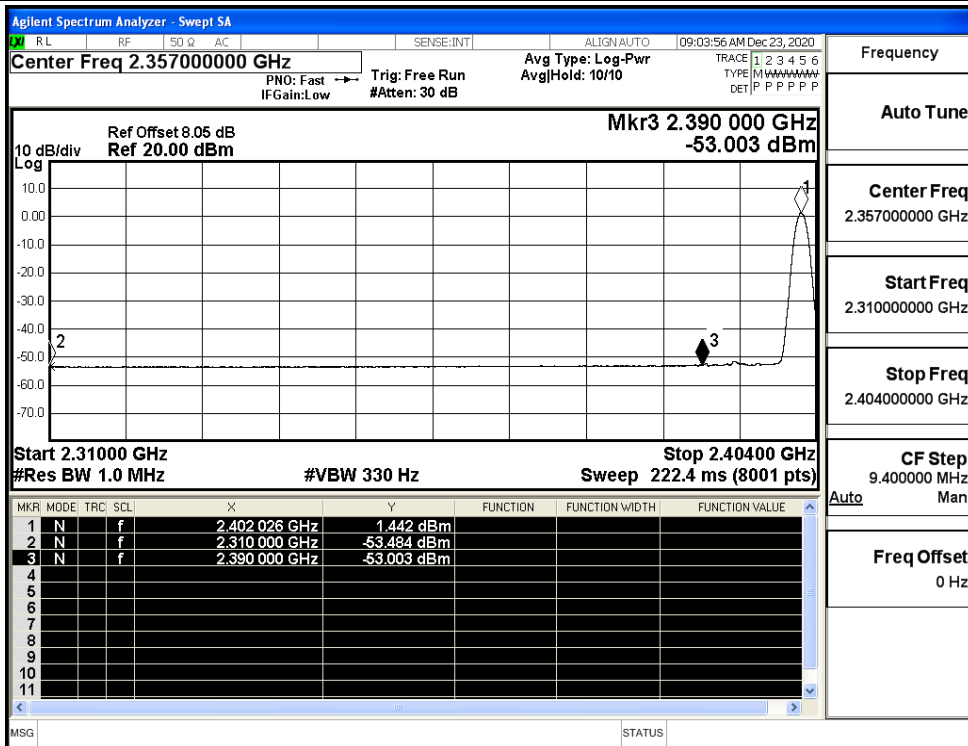 Agilent Spectrum Analyzer - Swept SA
LXI RL RF 50 Ω AC SENSE:INT ALIGN AUTO 09:03:56 AM Dec 23, 2020
Center Freq 2.357000000 GHz
PNO: Fast
IFGain:Low
Trig: Free Run
#Atten: 30 dB
Avg Type: Log-Pwr
Avg|Hold: 10/10
TRACE 1 2 3 4 5 6
TYPE M W W W W W
DET P P P P P P
Mkr3 2.390 000 GHz
-53.003 dBm
Ref Offset 8.05 dB
10 dB/div Ref 20.00 dBm
Log
10.0
0.00
-10.0
-20.0
-30.0
-40.0
-50.0
-60.0
-70.0
1
2
3
Start 2.31000 GHz Stop 2.40400 GHz
#Res BW 1.0 MHz #VBW 330 Hz Sweep 222.4 ms (8001 pts)
MKR MODE TRC SCL X Y FUNCTION FUNCTION WIDTH FUNCTION VALUE
1 N f 2.402 026 GHz 1.442 dBm
2 N f 2.310 000 GHz -53.484 dBm
3 N f 2.390 000 GHz -53.003 dBm
4
5
6
7
8
9
10
11
MSG STATUS
Frequency
Auto Tune
Center Freq
2.357000000 GHz
Start Freq
2.310000000 GHz
Stop Freq
2.404000000 GHz
CF Step
9.400000 MHz
Auto Man
Freq Offset
0 Hz